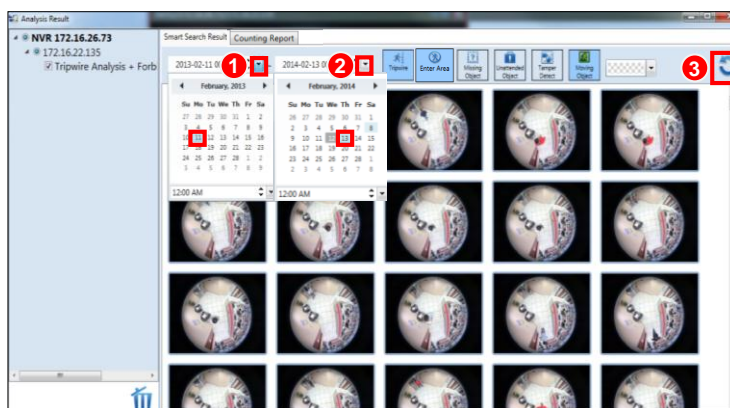 Analysis Result
NVR 172.16.26.73
172.16.22.135
Tripwire Analysis + Forb
Smart Search Result Counting Report
2013-02-11 0 1 2014-02-13 0 2 3
Tripwire Enter Area Missing Object Unattended Object Tamper Detect Moving Object
February, 2013
Su Mo Tu We Th Fr Sa
27 28 29 30 31 1 2
3 4 5 6 7 8 9
10 11 12 13 14 15 16
17 18 19 20 21 22 23
24 25 26 27 28 1 2
3 4 5 6 7 8 9
12:00 AM
February, 2014
Su Mo Tu We Th Fr Sa
26 27 28 29 30 31 1
2 3 4 5 6 7 8
9 10 11 12 13 14 15
16 17 18 19 20 21 22
23 24 25 26 27 28 1
2 3 4 5 6 7 8
12:00 AM